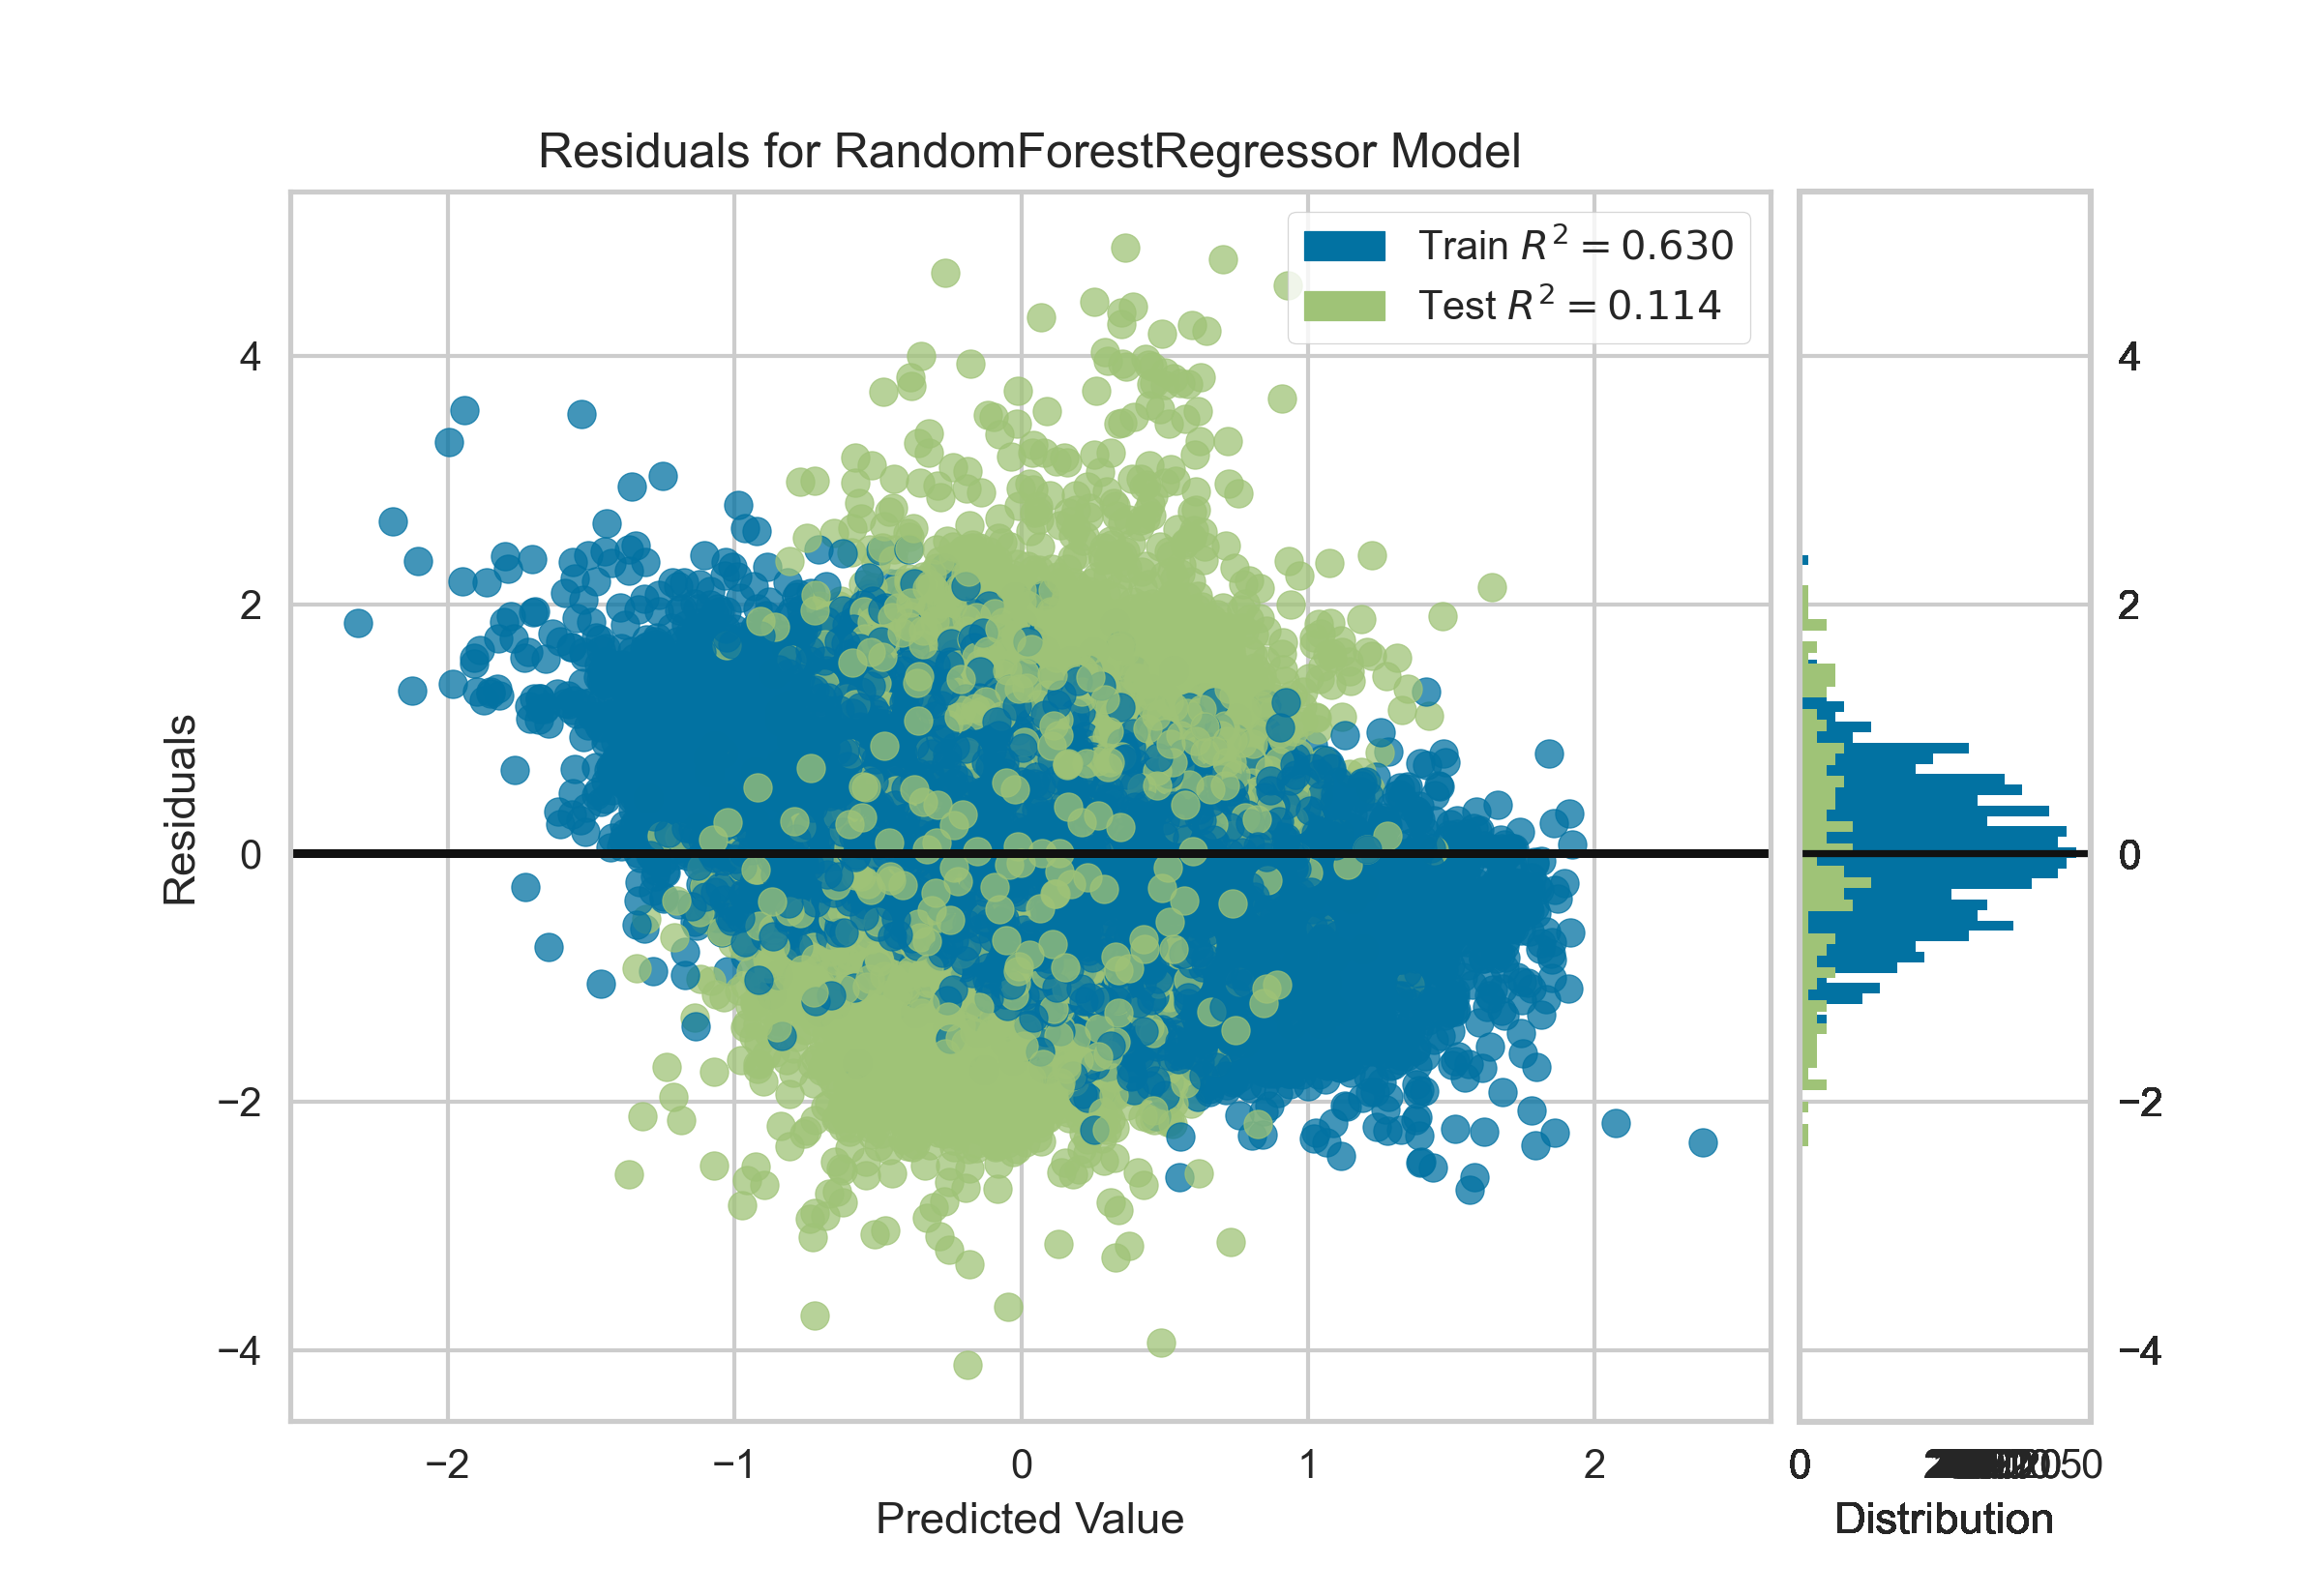 Residuals for RandomForestRegressor Model
Train R² = 0.630
Test R² = 0.114
Residuals
4
2
0
−2
−4
4
2
0
−2
−4
−2
−1
0
1
2
0
50
Predicted Value
Distribution